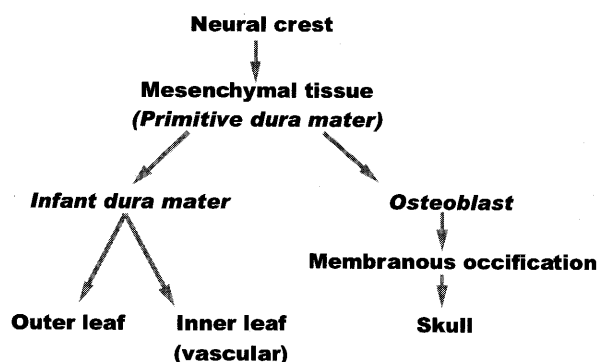 Neural crest
Mesenchymal tissue
(Primitive dura mater)
Infant dura mater
Osteoblast
Membranous occification
Outer leaf
Inner leaf
(vascular)
Skull